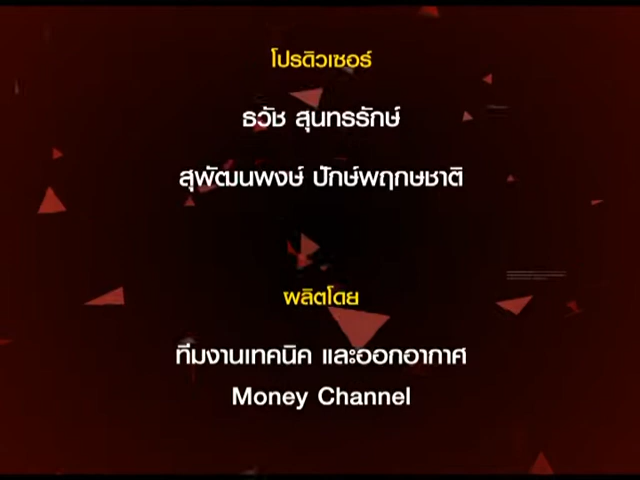 โปรดิวเซอร์
ธวัช สุนทรรักษ์
สุพัฒนพงษ์ ปักษ์พฤกษชาติ
ผลิตโดย
ทีมงานเทคนิค และออกอากาศ
Money Channel